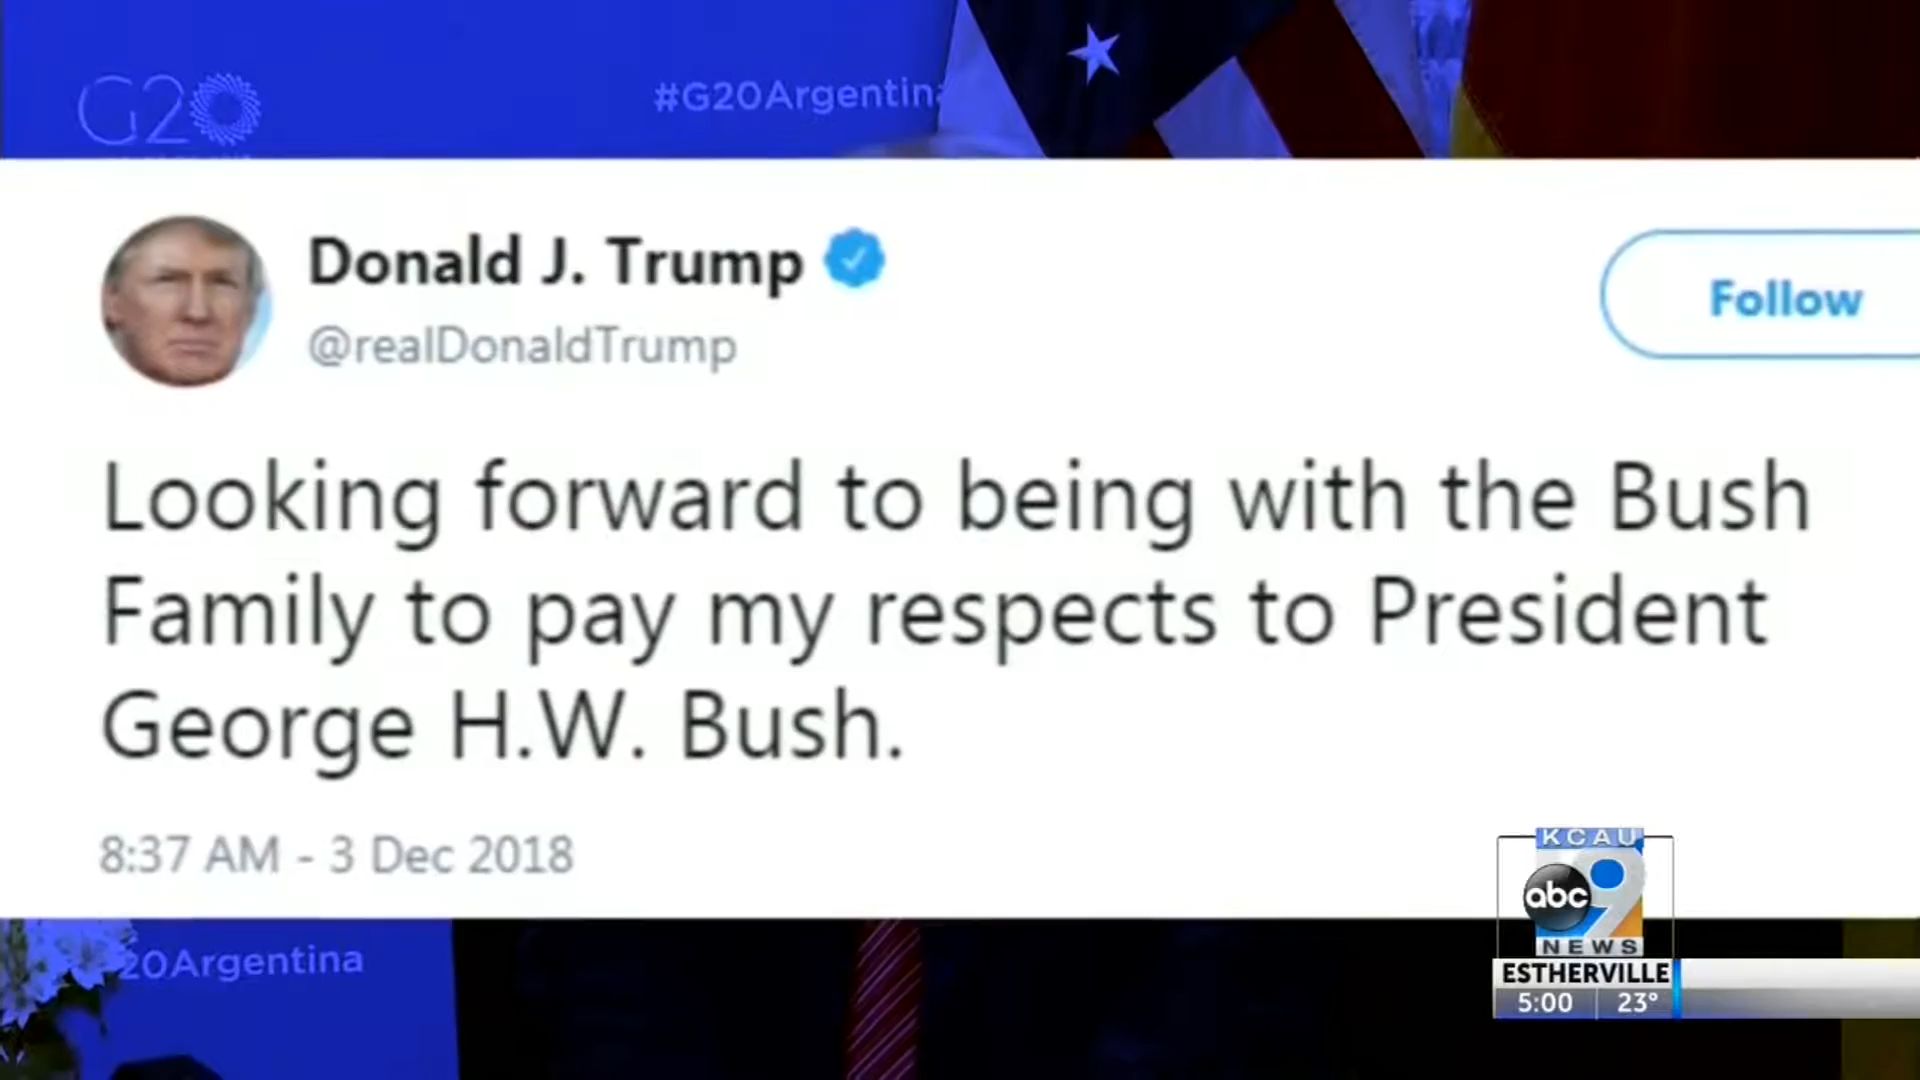 G20
#G20Argentin
Donald J. Trump
@realDonaldTrump
Follow
Looking forward to being with the Bush
Family to pay my respects to President
George H.W. Bush.
8:37 AM - 3 Dec 2018
20Argentina
KCAU
abc 9
NEWS
ESTHERVILLE
5:00 23°